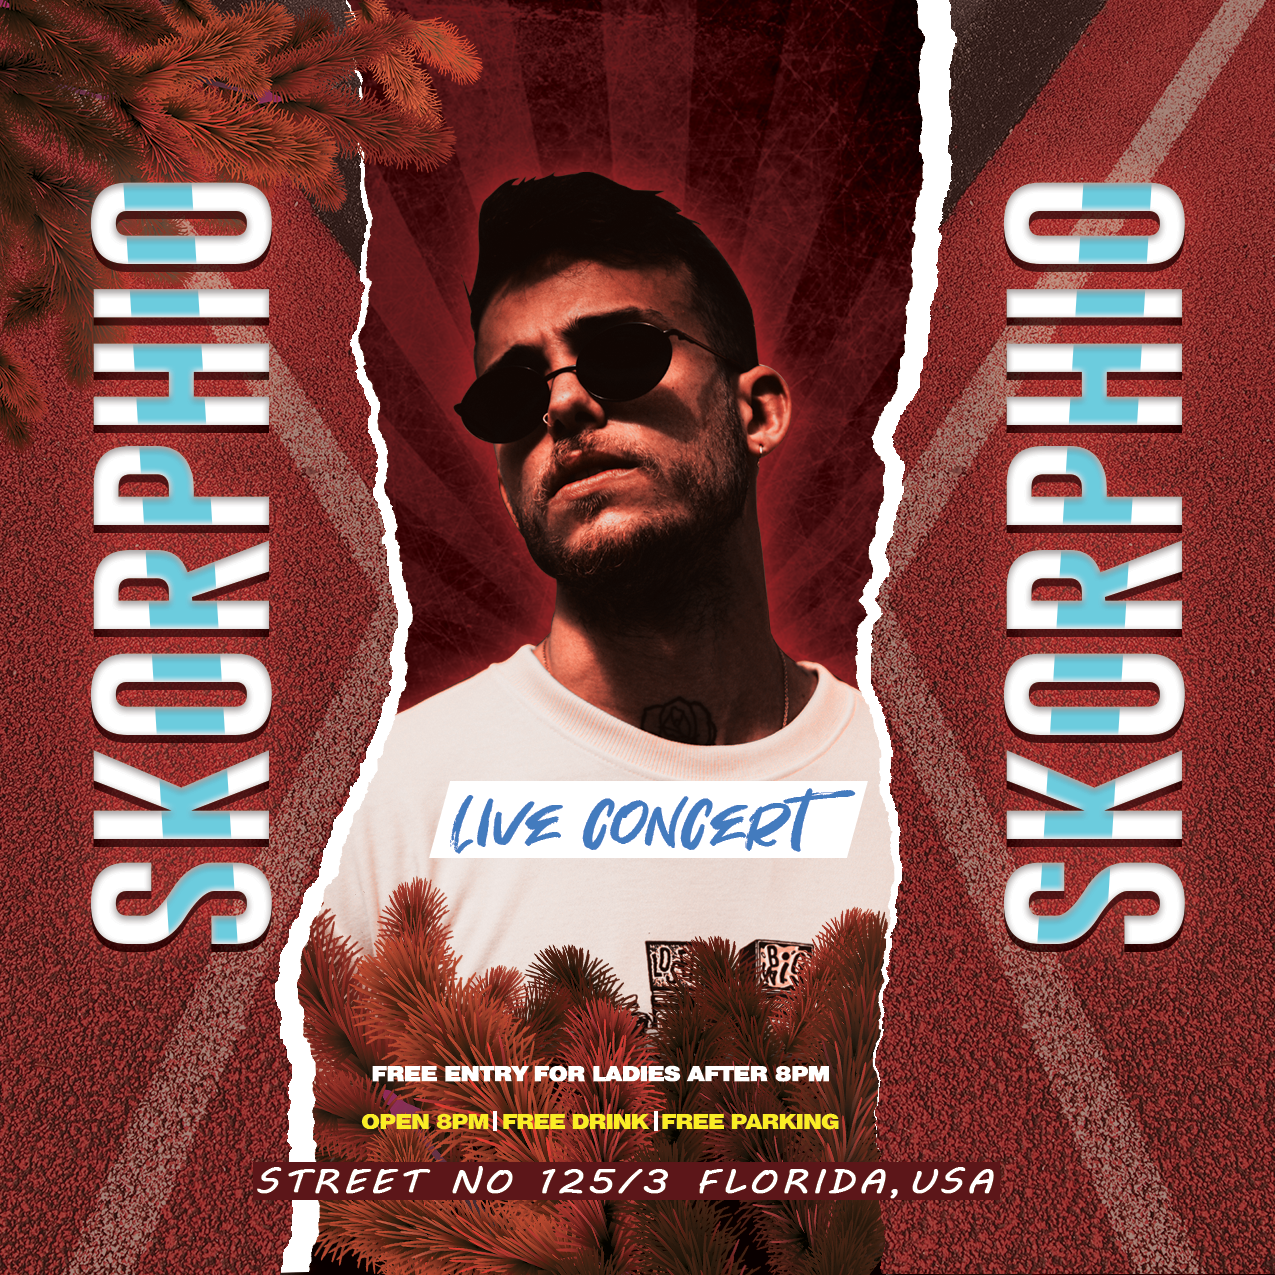 SKORPHIO
SKORPHIO
LIVE CONCERT
BIG
FREE ENTRY FOR LADIES AFTER 8PM
OPEN 8PM|FREE DRINK|FREE PARKING
STREET NO 125/3 FLORIDA,USA